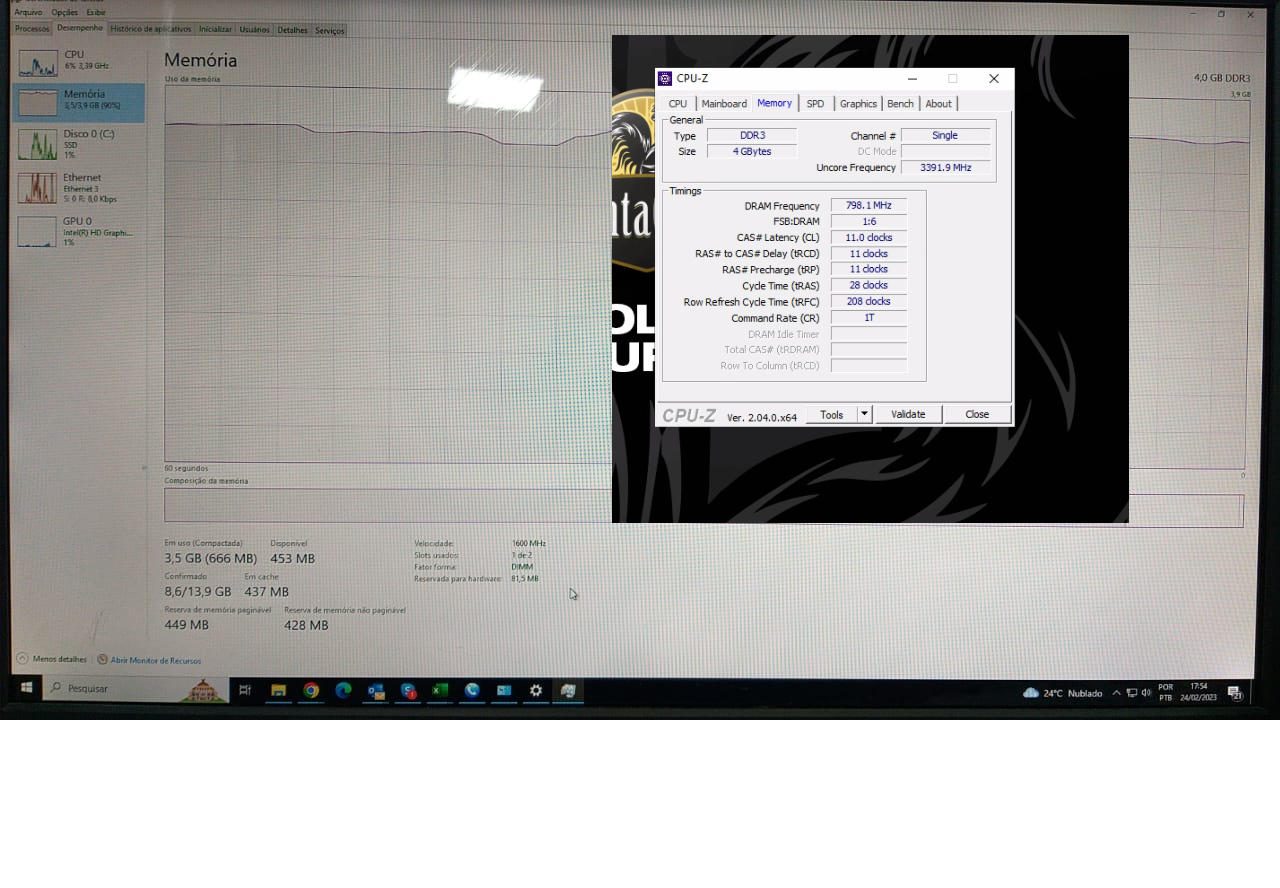 Arquivo Opções Exibir
Processos Desempenho Histórico de aplicativos Inicializar Usuários Detalhes Serviços
CPU
6% 3,39 GHz
Memória
3,5/3,9 GB (90%)
Disco 0 (C:)
SSD
1%
Ethernet
Ethernet 3
S: 0 R: 8,0 Kbps
GPU 0
Intel(R) HD Graphi...
1%
Memória
4,0 GB DDR3
Uso da memória
3,9 GB
CPU-Z
CPU Mainboard Memory SPD Graphics Bench About
General
Type DDR3 Channel # Single
Size 4 GBytes DC Mode
Uncore Frequency 3391.9 MHz
Timings
DRAM Frequency 798.1 MHz
FSB:DRAM 1:6
CAS# Latency (CL) 11.0 clocks
RAS# to CAS# Delay (tRCD) 11 clocks
RAS# Precharge (tRP) 11 clocks
Cycle Time (tRAS) 28 clocks
Row Refresh Cycle Time (tRFC) 208 clocks
Command Rate (CR) 1T
DRAM Idle Timer
Total CAS# (tRDRAM)
Row To Column (tRCD)
CPU-Z Ver. 2.04.0.x64 Tools Validate Close
60 segundos 0
Composição da memória
Em uso (Compactada) Disponível
3,5 GB (666 MB) 453 MB
Confirmado Em cache
8,6/13,9 GB 437 MB
Reserva de memória paginável Reserva de memória não paginável
449 MB 428 MB
Velocidade: 1600 MHz
Slots usados: 1 de 2
Fator forma: DIMM
Reservada para hardware: 81,5 MB
Menos detalhes Abrir Monitor de Recursos
Pesquisar
24°C Nublado
POR
PTB
17:54
24/02/2023